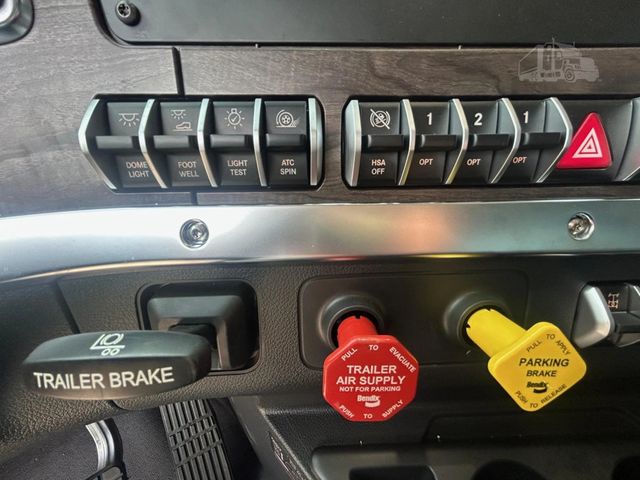 DOME
LIGHT
FOOT
WELL
LIGHT
TEST
ATC
SPIN
HSA
OFF
1
OPT
2
OPT
1
OPT
TRAILER BRAKE
PULL TO EVACUATE
TRAILER
AIR SUPPLY
NOT FOR PARKING
Bendix
PUSH TO SUPPLY
PULL TO APPLY
PARKING
BRAKE
Bendix
PUSH TO RELEASE